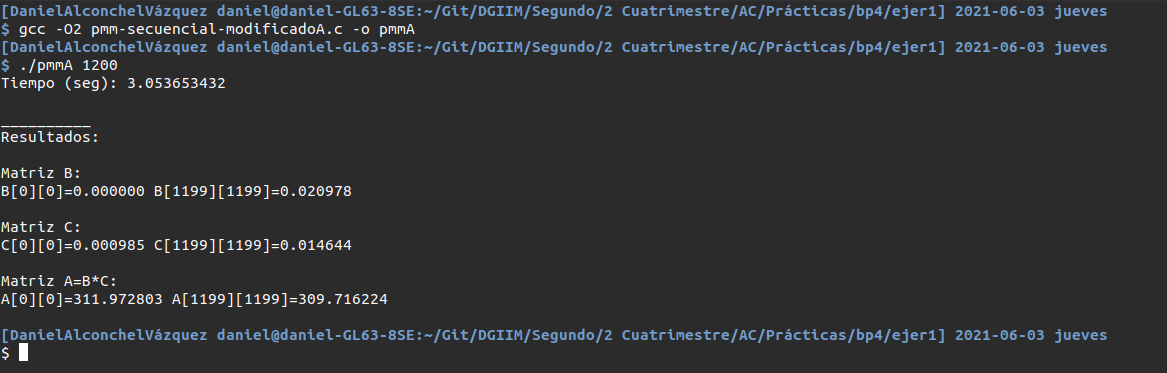 [DanielAlconchelVázquez daniel@daniel-GL63-8SE:~/Git/DGIIM/Segundo/2 Cuatrimestre/AC/Prácticas/bp4/ejer1] 2021-06-03 jueves
$ gcc -O2 pmm-secuencial-modificadoA.c -o pmmA
[DanielAlconchelVázquez daniel@daniel-GL63-8SE:~/Git/DGIIM/Segundo/2 Cuatrimestre/AC/Prácticas/bp4/ejer1] 2021-06-03 jueves
$ ./pmmA 1200
Tiempo (seg): 3.053653432
__________
Resultados:
Matriz B:
B[0][0]=0.000000 B[1199][1199]=0.020978
Matriz C:
C[0][0]=0.000985 C[1199][1199]=0.014644
Matriz A=B*C:
A[0][0]=311.972803 A[1199][1199]=309.716224
[DanielAlconchelVázquez daniel@daniel-GL63-8SE:~/Git/DGIIM/Segundo/2 Cuatrimestre/AC/Prácticas/bp4/ejer1] 2021-06-03 jueves
$